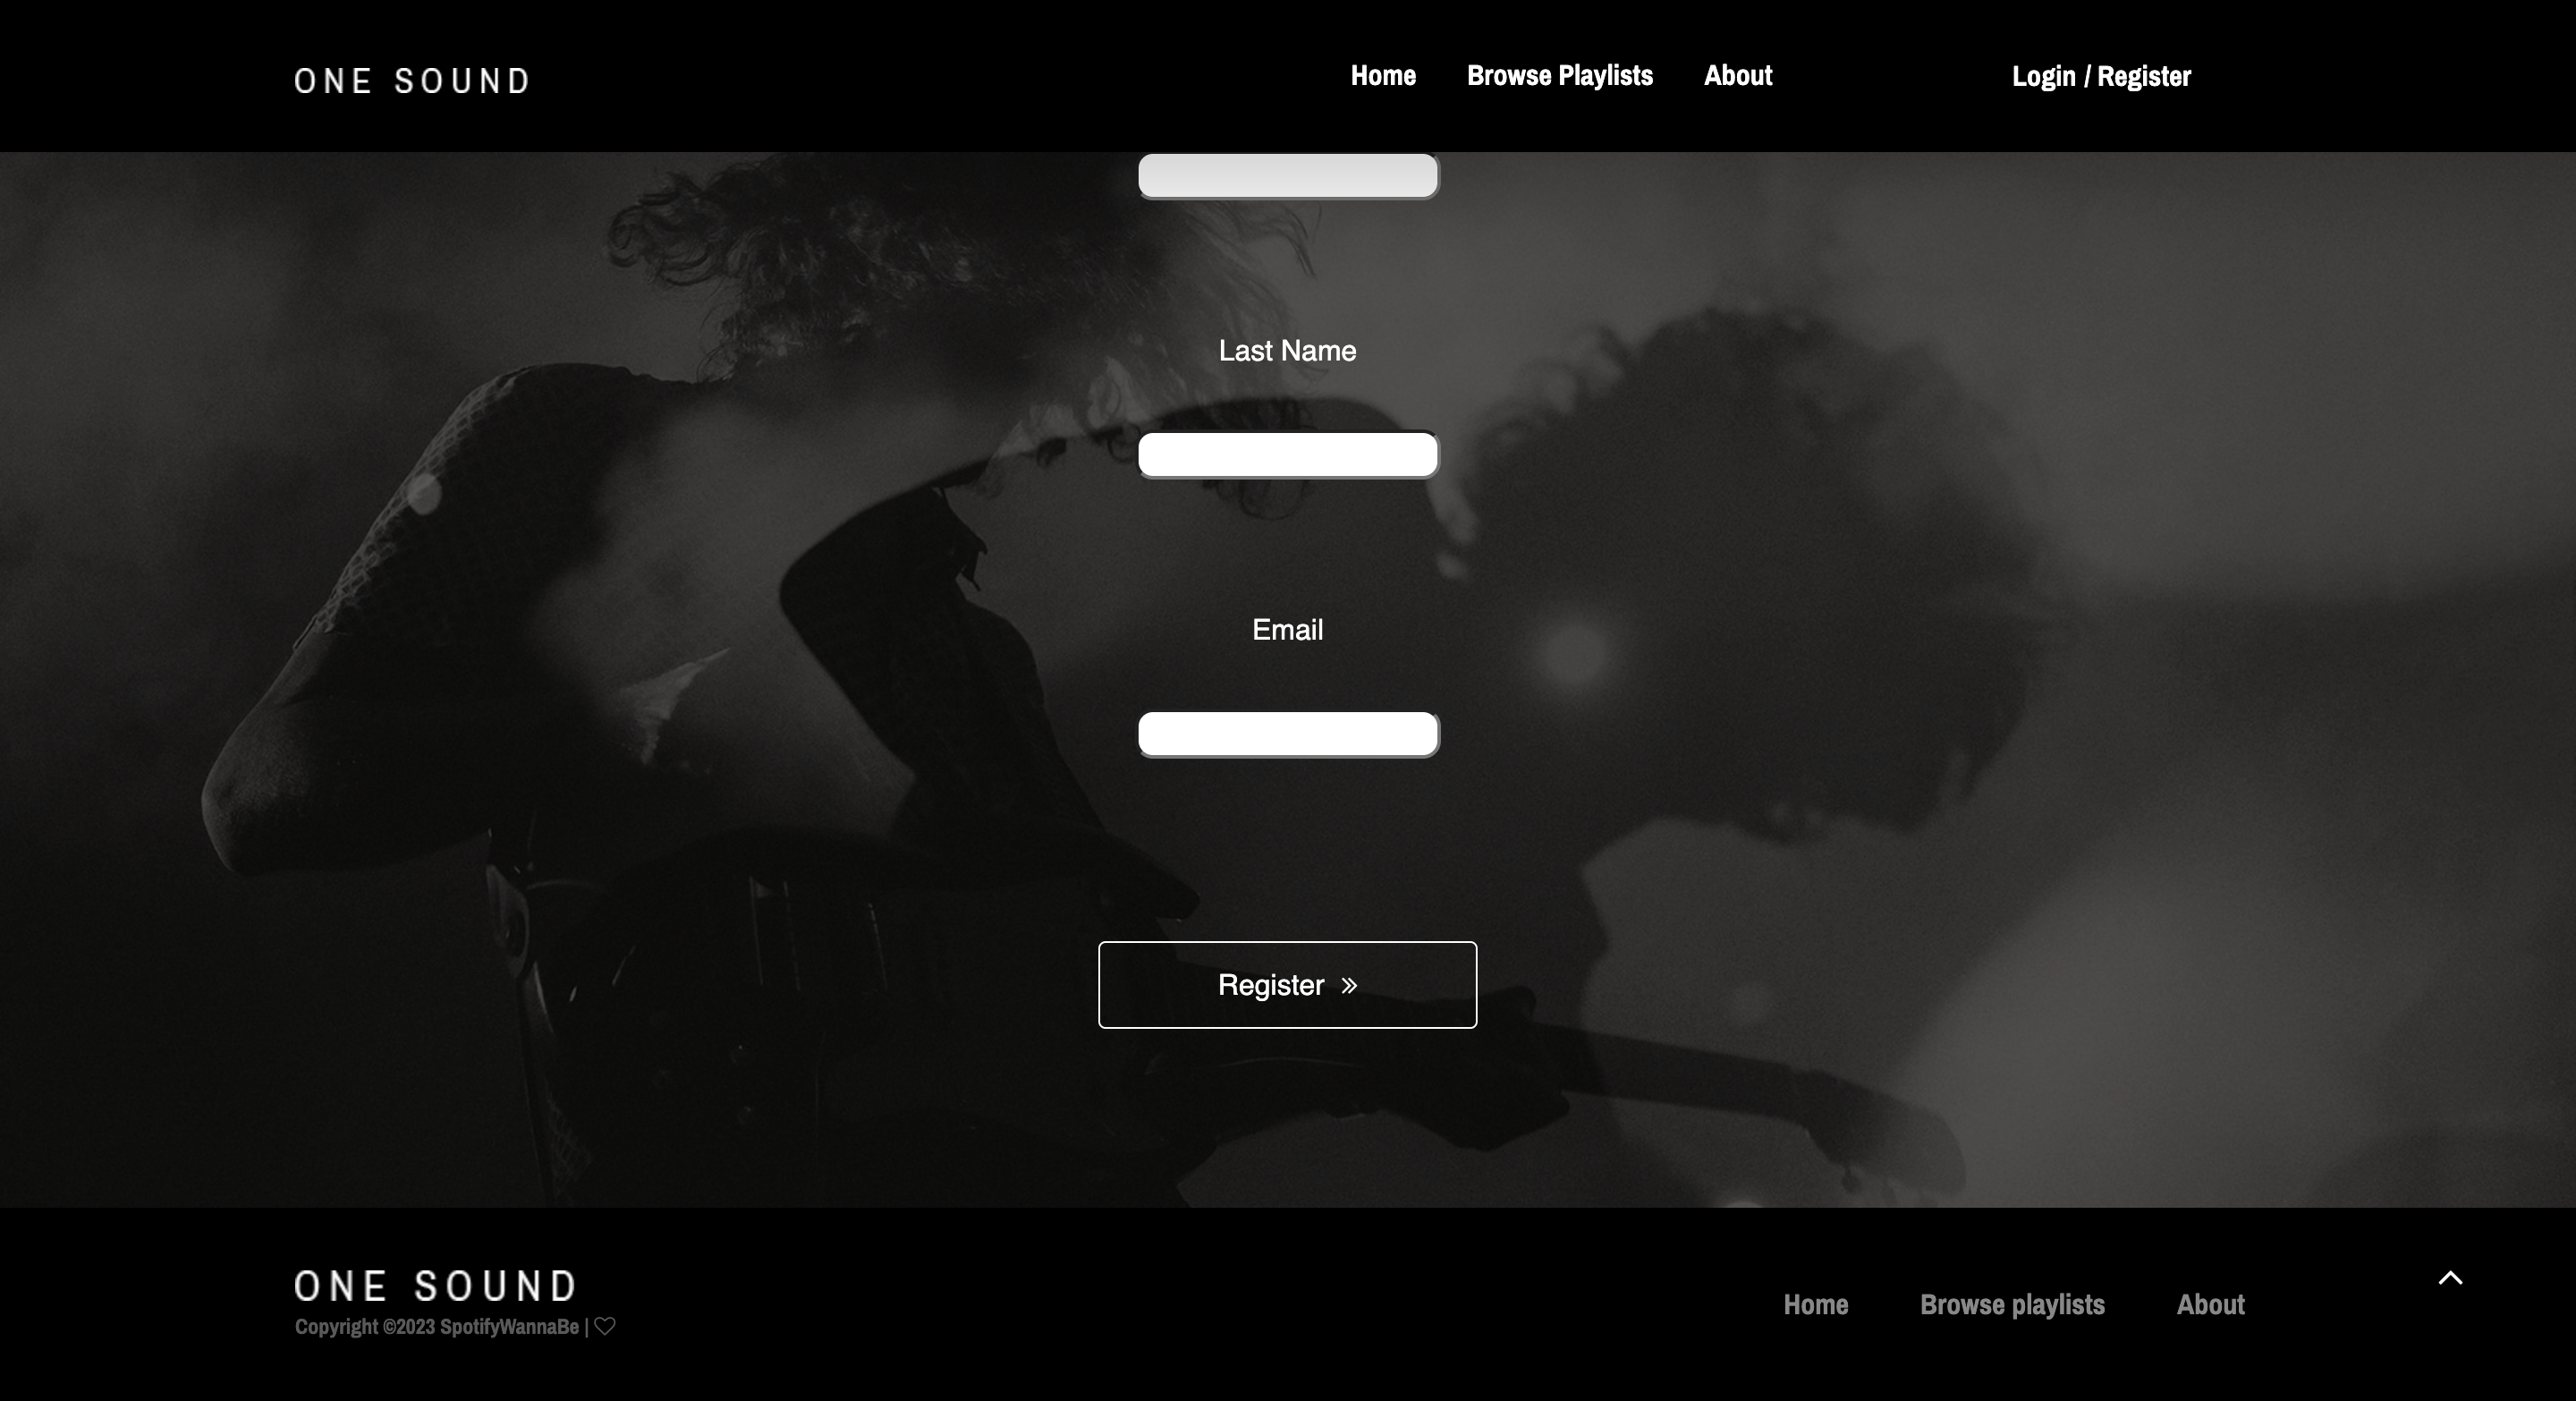 ONE SOUND
Home Browse Playlists About Login / Register
Last Name
Email
Register »
ONE SOUND
Copyright ©2023 SpotifyWannaBe | ♡
Home Browse playlists About